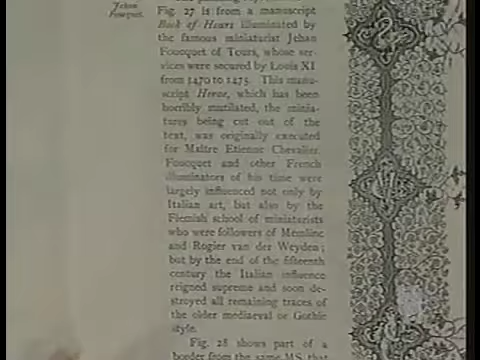 Jehan
Foucquet.
Fig. 27 is from a manuscript
Book of Hours illuminated by
the famous miniaturist Jehan
Foucquet of Tours, whose ser-
vices were secured by Louis XI
from 1470 to 1475. This manu-
script Horae, which has been
horribly mutilated, the minia-
tures being cut out of the
text, was originally executed
for Maître Etienne Chevalier.
Foucquet and other French
illuminators of his time were
largely influenced not only by
Italian art, but also by the
Flemish school of miniaturists
who were followers of Memlinc
and Rogier van der Weyden;
but by the end of the fifteenth
century the Italian influence
reigned supreme and soon de-
stroyed all remaining traces of
the older mediaeval or Gothic
style.
Fig. 28 shows part of a
border from the same MS. that